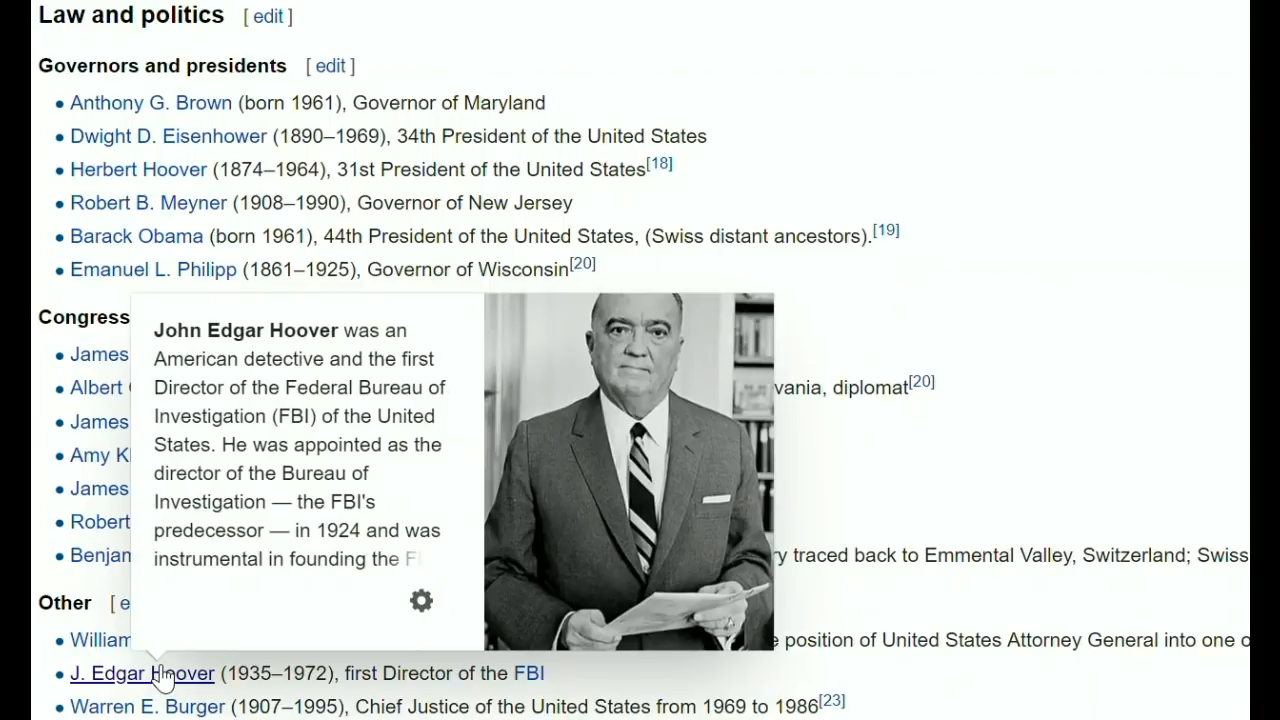 Law and politics [ edit ]
Governors and presidents [ edit ]
Anthony G. Brown (born 1961), Governor of Maryland
Dwight D. Eisenhower (1890–1969), 34th President of the United States
Herbert Hoover (1874–1964), 31st President of the United States[18]
Robert B. Meyner (1908–1990), Governor of New Jersey
Barack Obama (born 1961), 44th President of the United States, (Swiss distant ancestors).[19]
Emanuel L. Philipp (1861–1925), Governor of Wisconsin[20]
Congress
James
Albert
vania, diplomat[20]
James
Amy K
James
Robert
Benjam
y traced back to Emmental Valley, Switzerland; Swiss
John Edgar Hoover was an
American detective and the first
Director of the Federal Bureau of
Investigation (FBI) of the United
States. He was appointed as the
director of the Bureau of
Investigation — the FBI's
predecessor — in 1924 and was
instrumental in founding the F
Other [ e
William
e position of United States Attorney General into one o
J. Edgar Hoover (1935–1972), first Director of the FBI
Warren E. Burger (1907–1995), Chief Justice of the United States from 1969 to 1986[23]